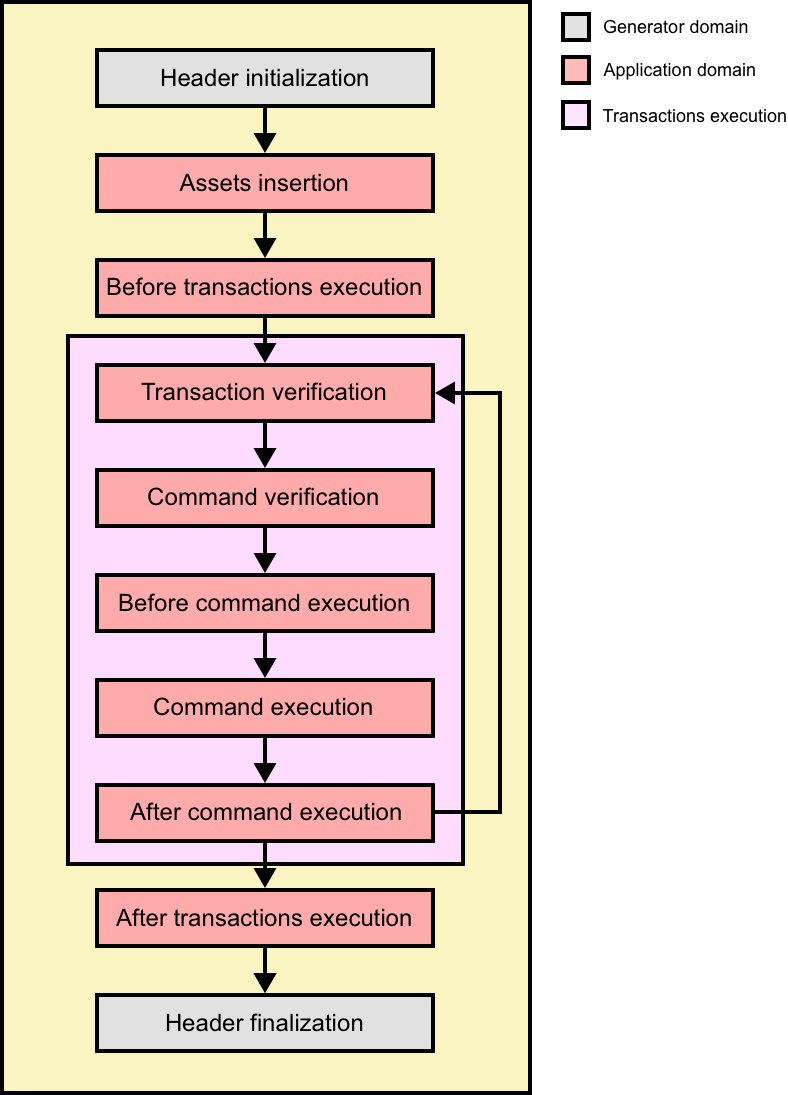 Header initialization
Assets insertion
Before transactions execution
Transaction verification
Command verification
Before command execution
Command execution
After command execution
After transactions execution
Header finalization
Generator domain
Application domain
Transactions execution